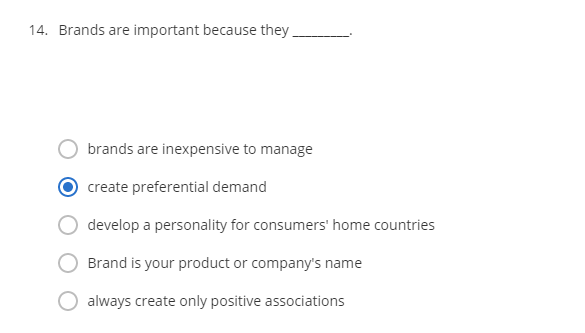 14. Brands are important because they _________.
brands are inexpensive to manage
create preferential demand
develop a personality for consumers' home countries
Brand is your product or company's name
always create only positive associations